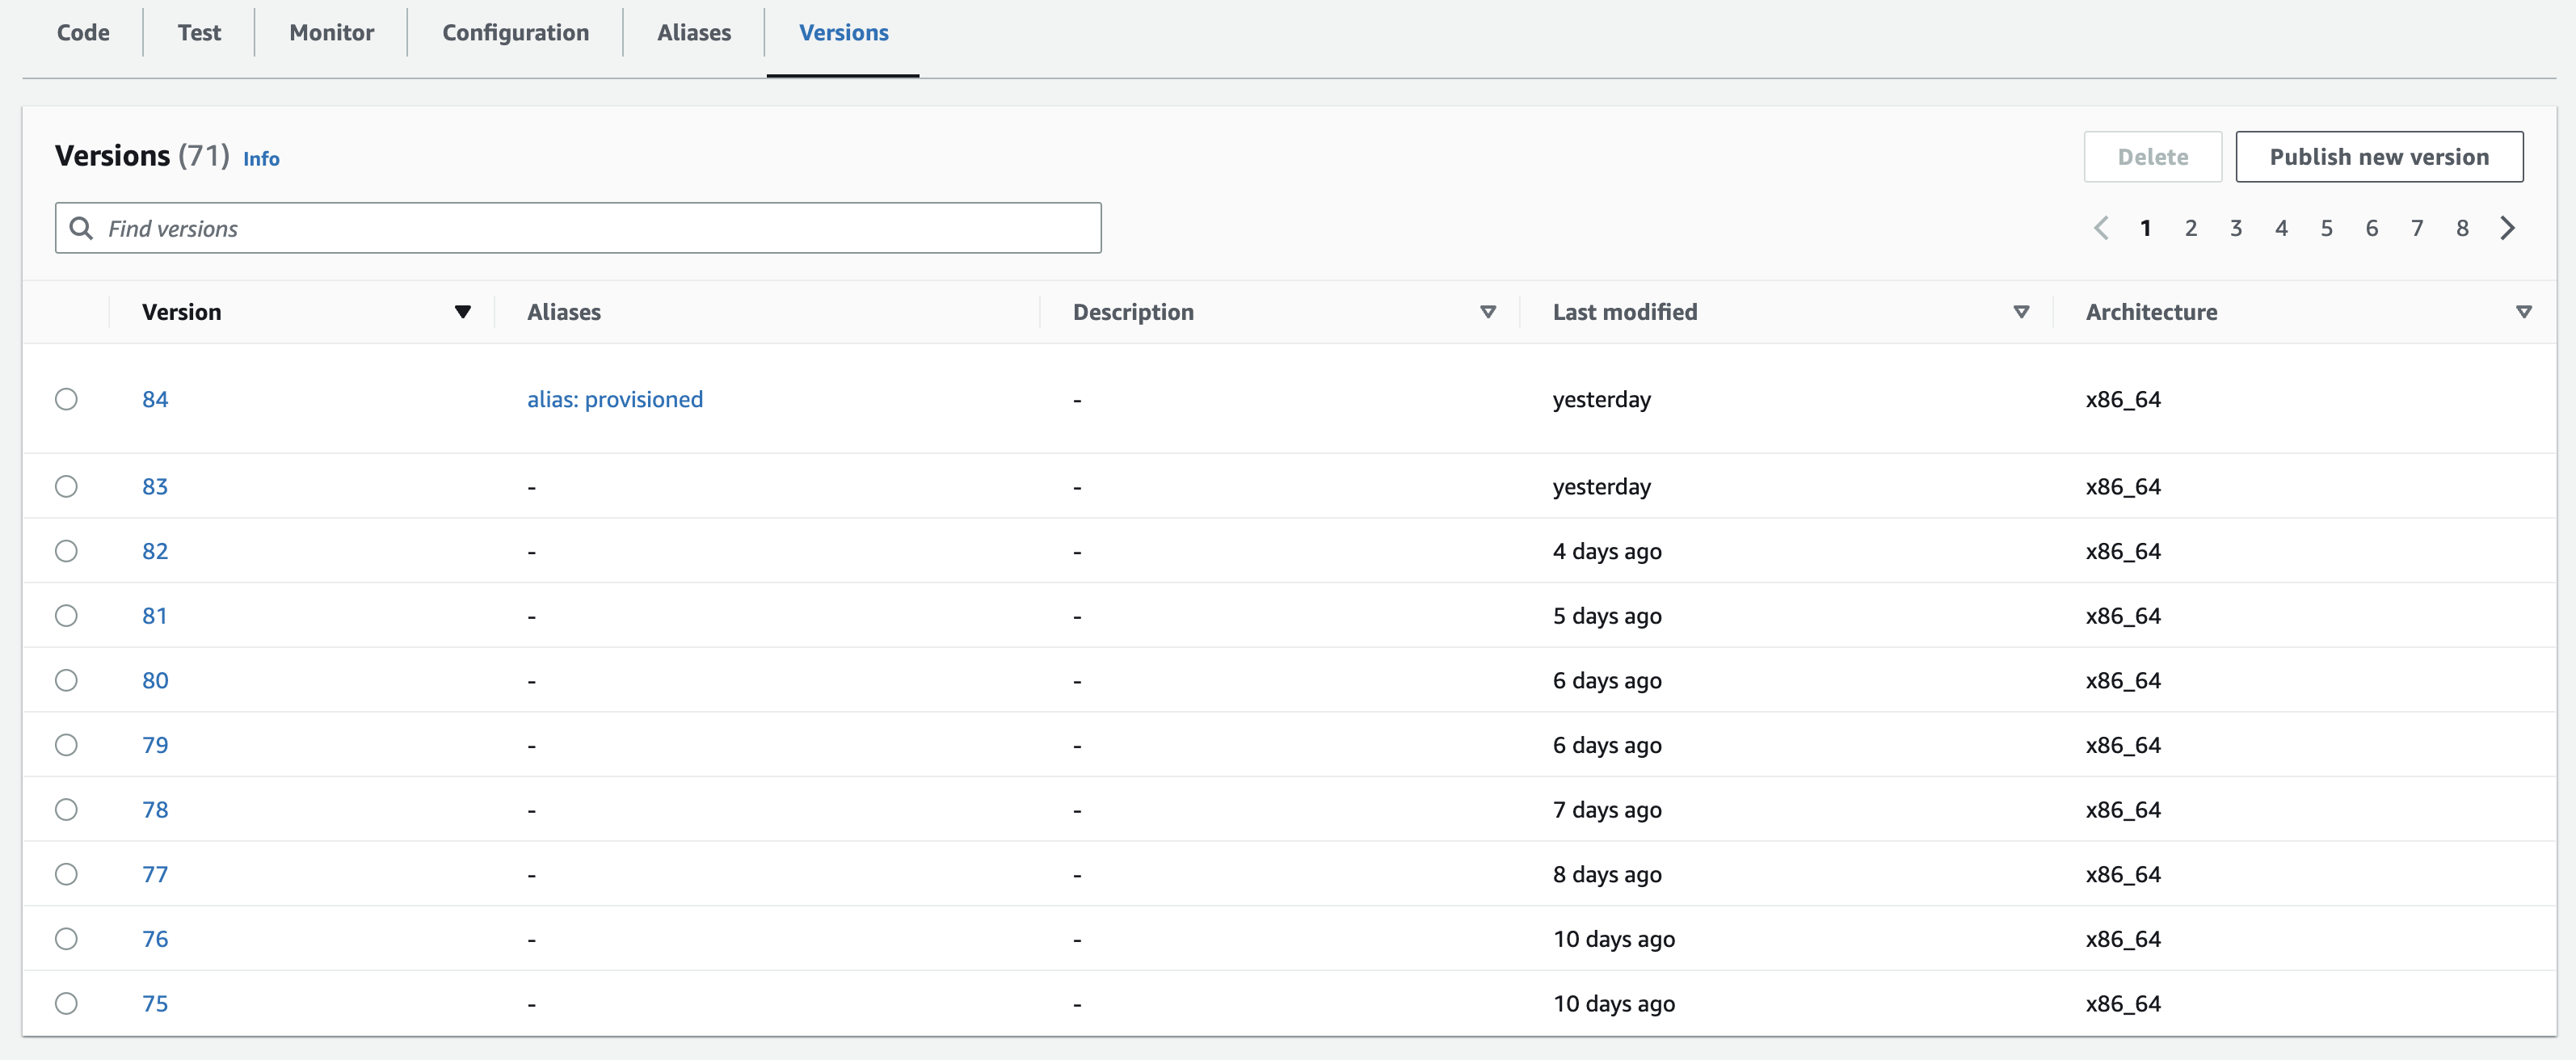 Code Test Monitor Configuration Aliases Versions
Versions (71) Info Delete Publish new version
Find versions 1 2 3 4 5 6 7 8
Version Aliases Description Last modified Architecture
84 alias: provisioned - yesterday x86_64
83 - - yesterday x86_64
82 - - 4 days ago x86_64
81 - - 5 days ago x86_64
80 - - 6 days ago x86_64
79 - - 6 days ago x86_64
78 - - 7 days ago x86_64
77 - - 8 days ago x86_64
76 - - 10 days ago x86_64
75 - - 10 days ago x86_64